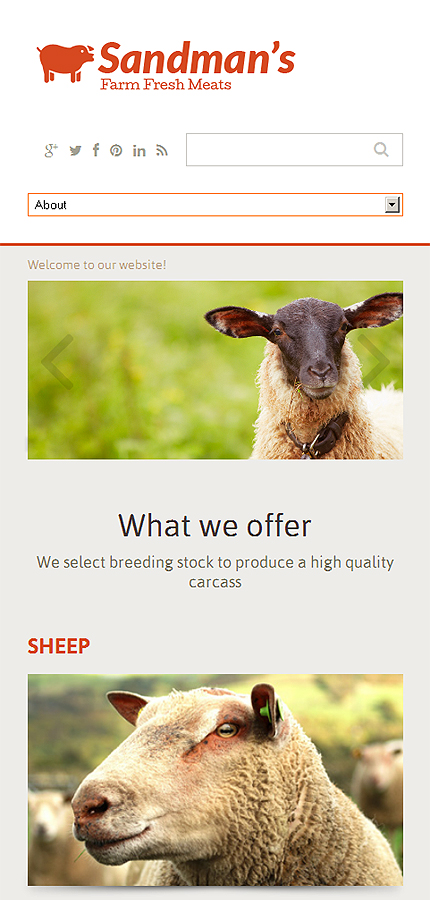 Sandman's
Farm Fresh Meats
About
Welcome to our website!
What we offer
We select breeding stock to produce a high quality
carcass
SHEEP